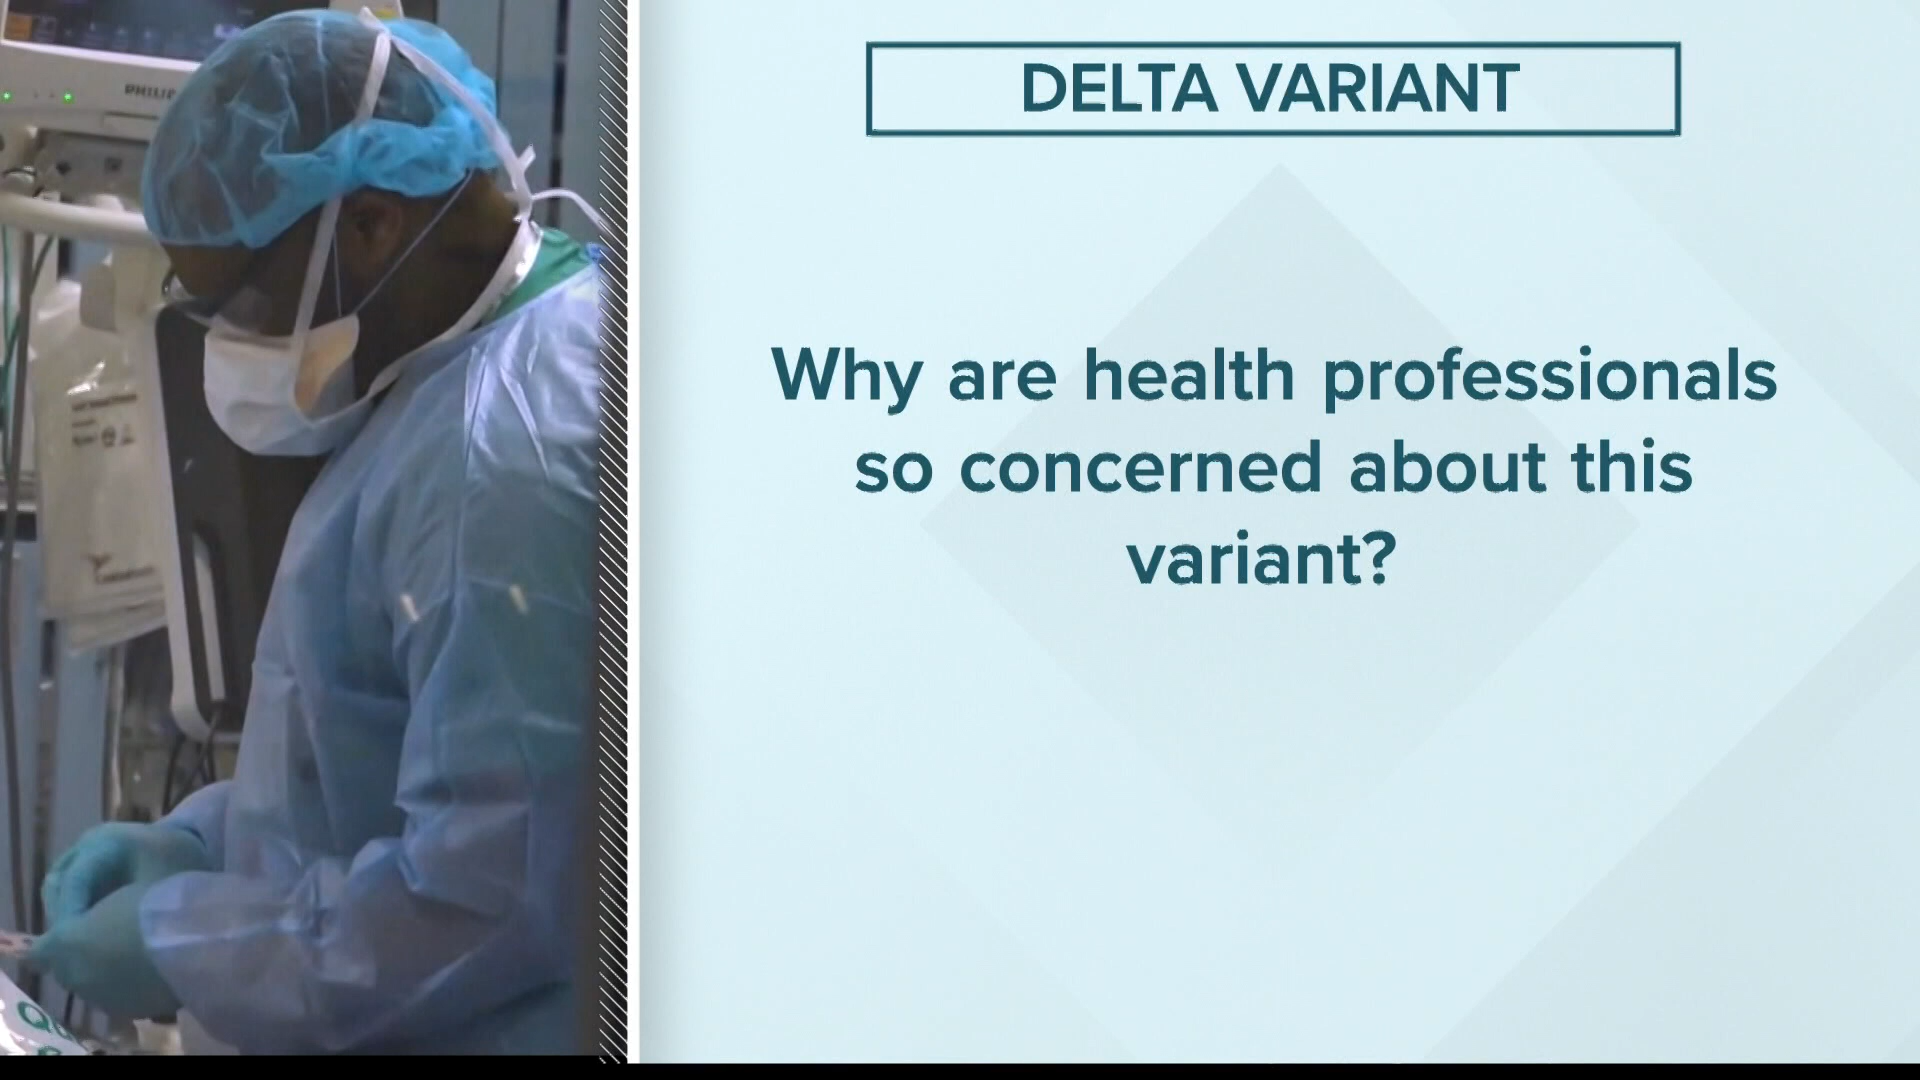 PHILIPS
DELTA VARIANT
Why are health professionals
so concerned about this
variant?